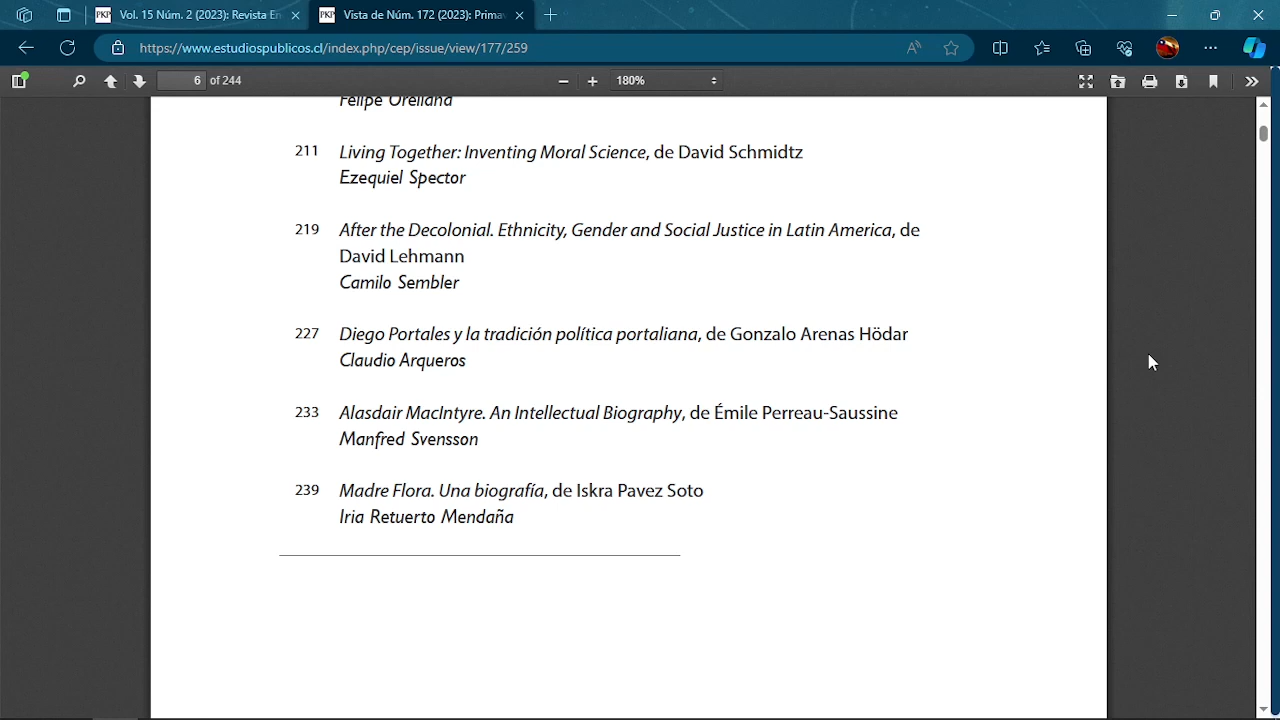 Vol. 15 Núm. 2 (2023): Revista En
Vista de Núm. 172 (2023): Prima
https://www.estudiospublicos.cl/index.php/cep/issue/view/177/259
6 of 244
180%
Felipe Orellana
211 Living Together: Inventing Moral Science, de David Schmidtz
Ezequiel Spector
219 After the Decolonial. Ethnicity, Gender and Social Justice in Latin America, de
David Lehmann
Camilo Sembler
227 Diego Portales y la tradición política portaliana, de Gonzalo Arenas Hödar
Claudio Arqueros
233 Alasdair MacIntyre. An Intellectual Biography, de Émile Perreau-Saussine
Manfred Svensson
239 Madre Flora. Una biografía, de Iskra Pavez Soto
Iria Retuerto Mendaña